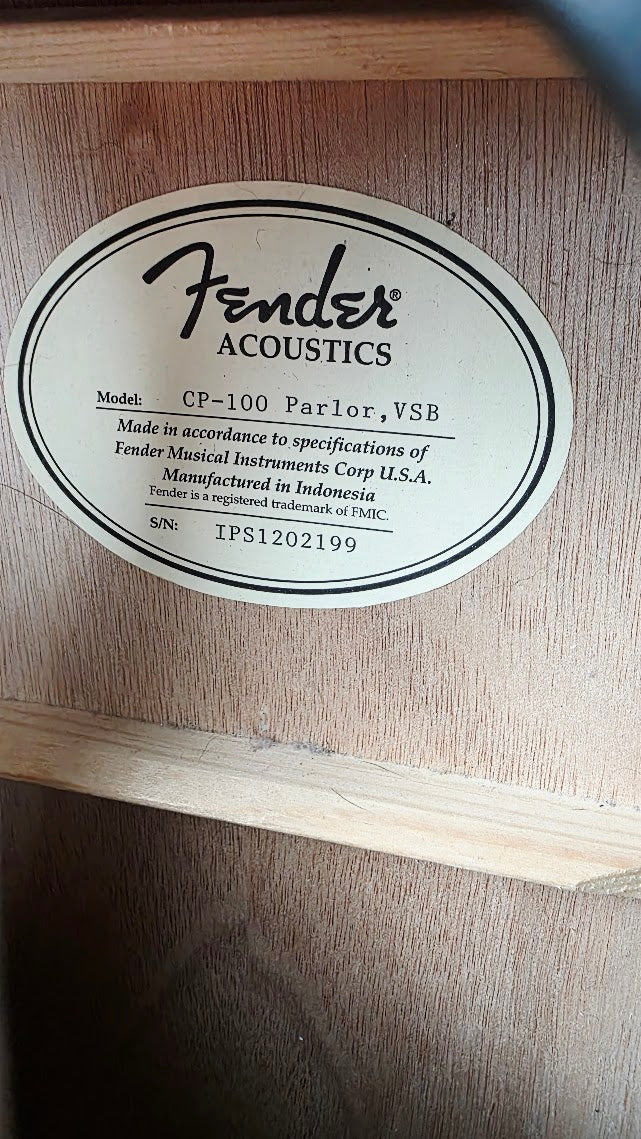 Fender®
ACOUSTICS
Model: CP-100 Parlor,VSB
Made in accordance to specifications of
Fender Musical Instruments Corp U.S.A.
Manufactured in Indonesia
Fender is a registered trademark of FMIC.
S/N: IPS1202199